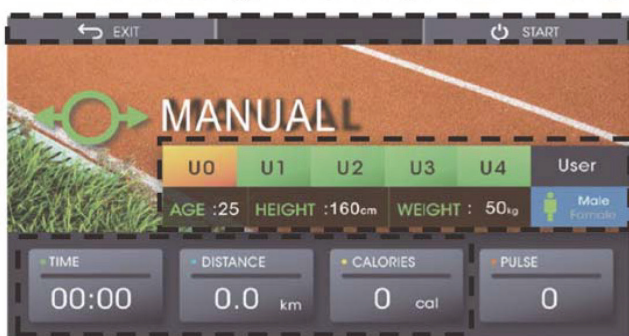 EXIT START
MANUAL
U0 U1 U2 U3 U4 User
AGE :25 HEIGHT :160cm WEIGHT : 50kg Male
Female
TIME DISTANCE CALORIES PULSE
00:00 0.0 km 0 cal 0